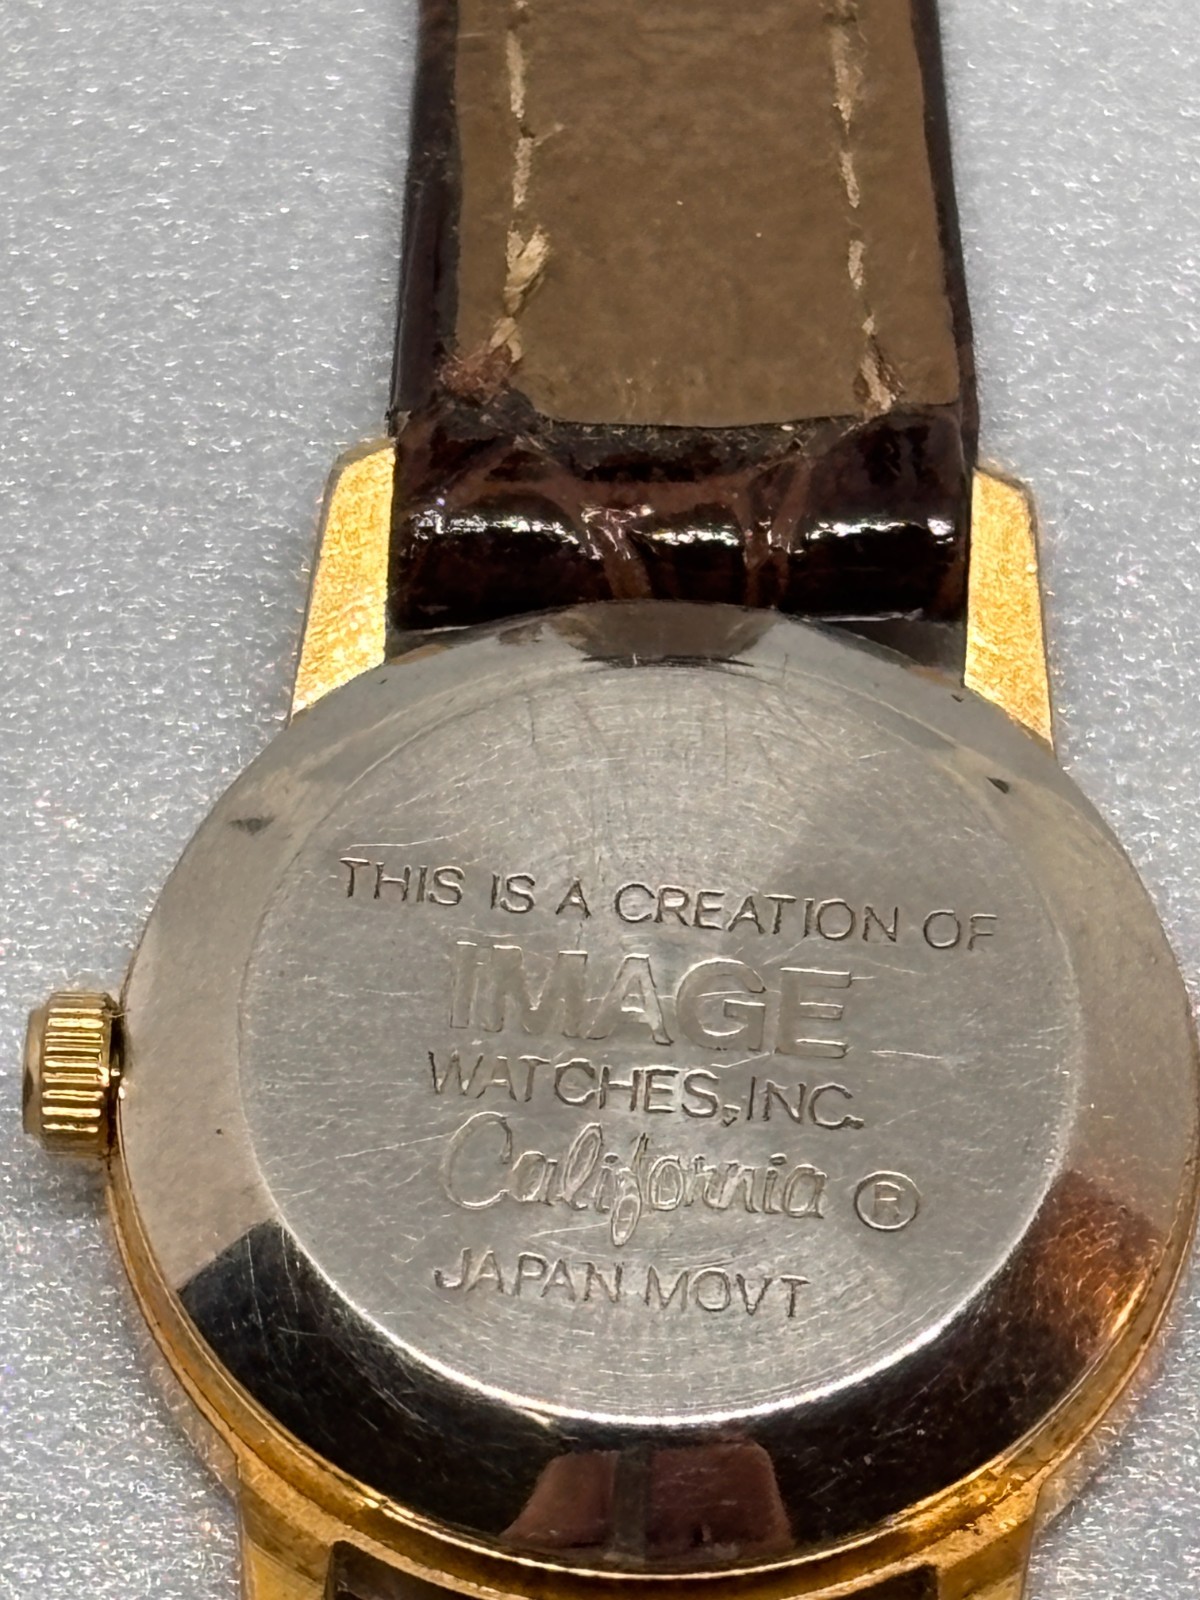 THIS IS A CREATION OF
IMAGE
WATCHES, INC.
California ®
JAPAN MOVT